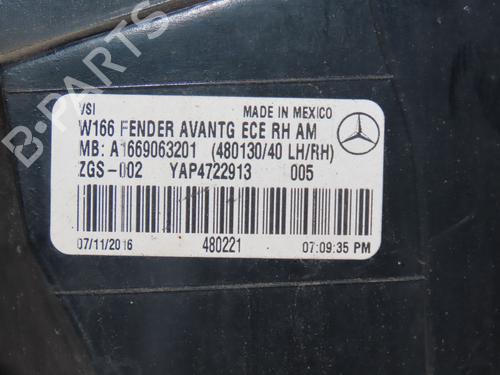 B-PARTS
VSI
MADE IN MEXICO
W166 FENDER AVANTG ECE RH AM
MB: A1669063201 (480130/40 LH/RH)
ZGS-002 YAP4722913 005
07/11/2016 480221 07:09:35 PM